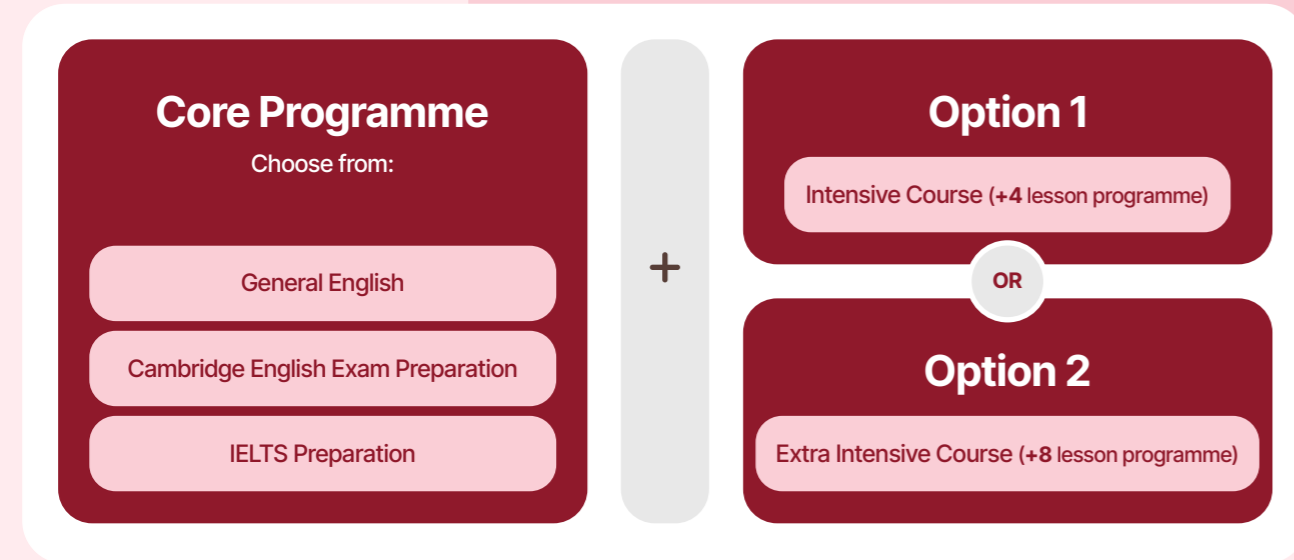 Core Programme
Choose from:
General English
Cambridge English Exam Preparation
IELTS Preparation
+
Option 1
Intensive Course (+4 lesson programme)
OR
Option 2
Extra Intensive Course (+8 lesson programme)